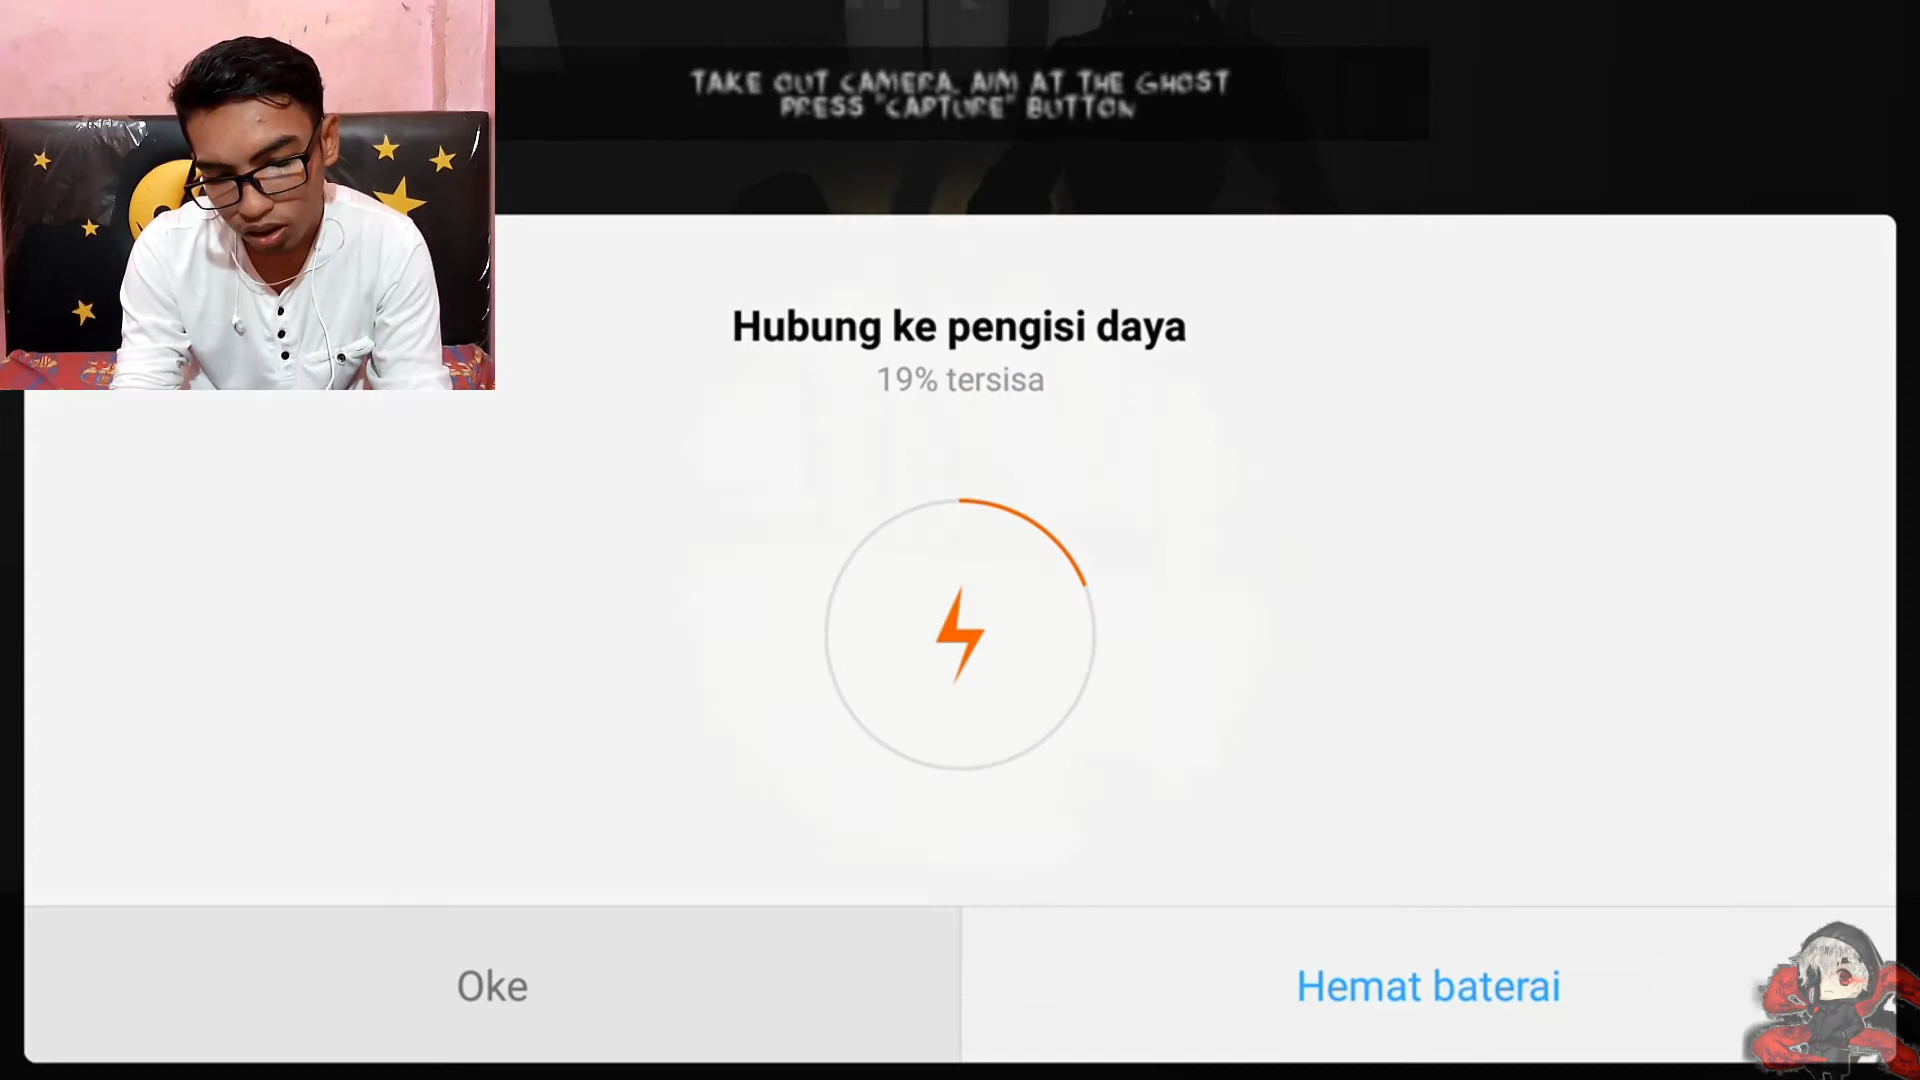 TAKE OUT CAMERA. AIM AT THE GHOST
PRESS "CAPTURE" BUTTON
Hubung ke pengisi daya
19% tersisa
Oke
Hemat baterai